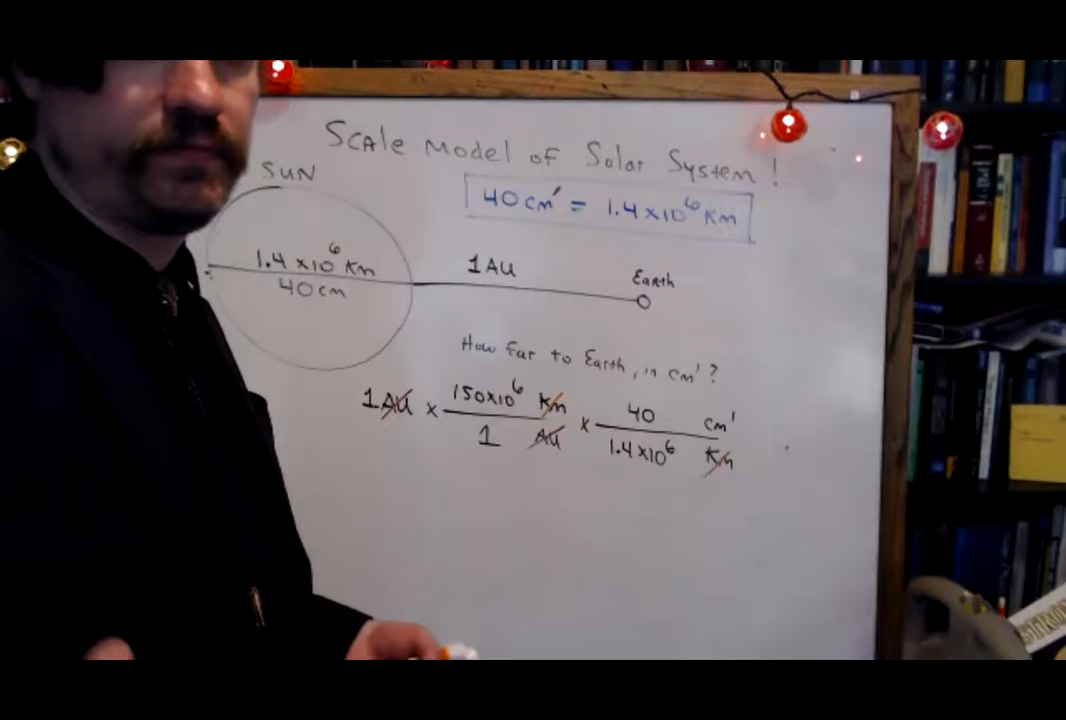 Scale Model of Solar System!
SUN
40 cm' = 1.4 x 10⁶ Km
1.4 x 10⁶ Km
40 cm
1 AU
Earth
How far to Earth, in cm'?
1 AU x 150x10⁶ Km / 1 AU x 40 cm' / 1.4 x 10⁶ Km
STRO